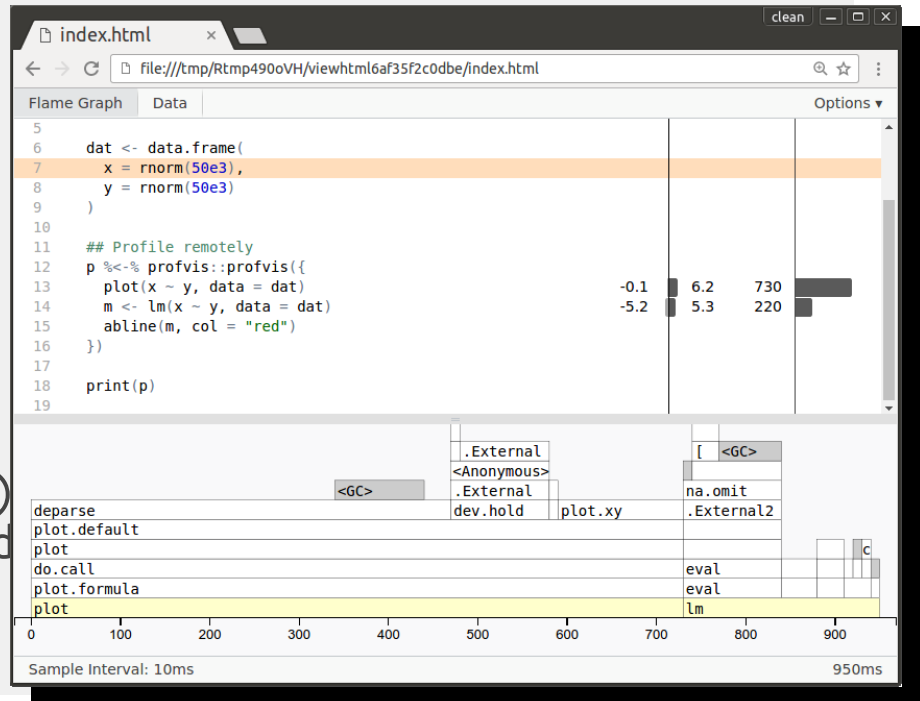 clean
index.html ×
file:///tmp/Rtmp490oVH/viewhtml6af35f2c0dbe/index.html
Flame Graph Data Options ▾
5
6 dat <- data.frame(
7 x = rnorm(50e3),
8 y = rnorm(50e3)
9 )
10
11 ## Profile remotely
12 p %<-% profvis::profvis({
13 plot(x ~ y, data = dat) -0.1 6.2 730
14 m <- lm(x ~ y, data = dat) -5.2 5.3 220
15 abline(m, col = "red")
16 })
17
18 print(p)
19
.External [ <GC>
<Anonymous>
<GC> .External na.omit
deparse dev.hold plot.xy .External2
plot.default
plot c
do.call eval
plot.formula eval
plot lm
0 100 200 300 400 500 600 700 800 900
Sample Interval: 10ms 950ms